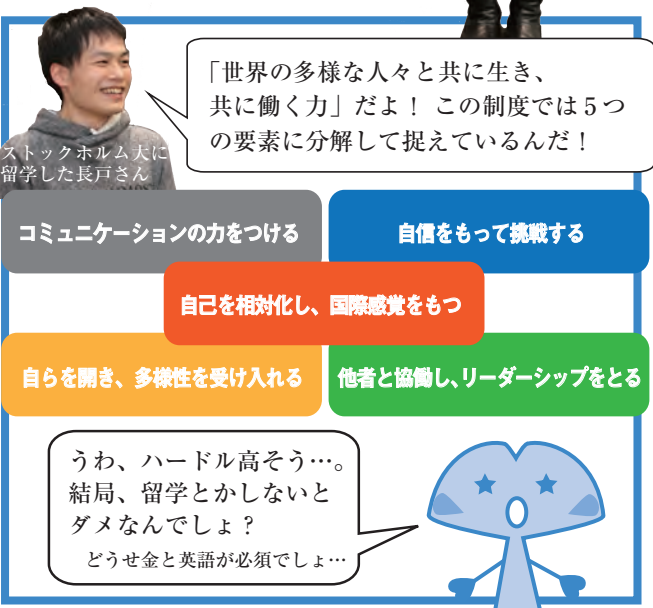 「世界の多様な人々と共に生き、
共に働く力」だよ！ この制度では５つ
の要素に分解して捉えているんだ！
ストックホルム大に
留学した長戸さん
コミュニケーションの力をつける
自信をもって挑戦する
自己を相対化し、国際感覚をもつ
自らを開き、多様性を受け入れる
他者と協働し、リーダーシップをとる
うわ、ハードル高そう…。
結局、留学とかしないと
ダメなんでしょ？
どうせ金と英語が必須でしょ…